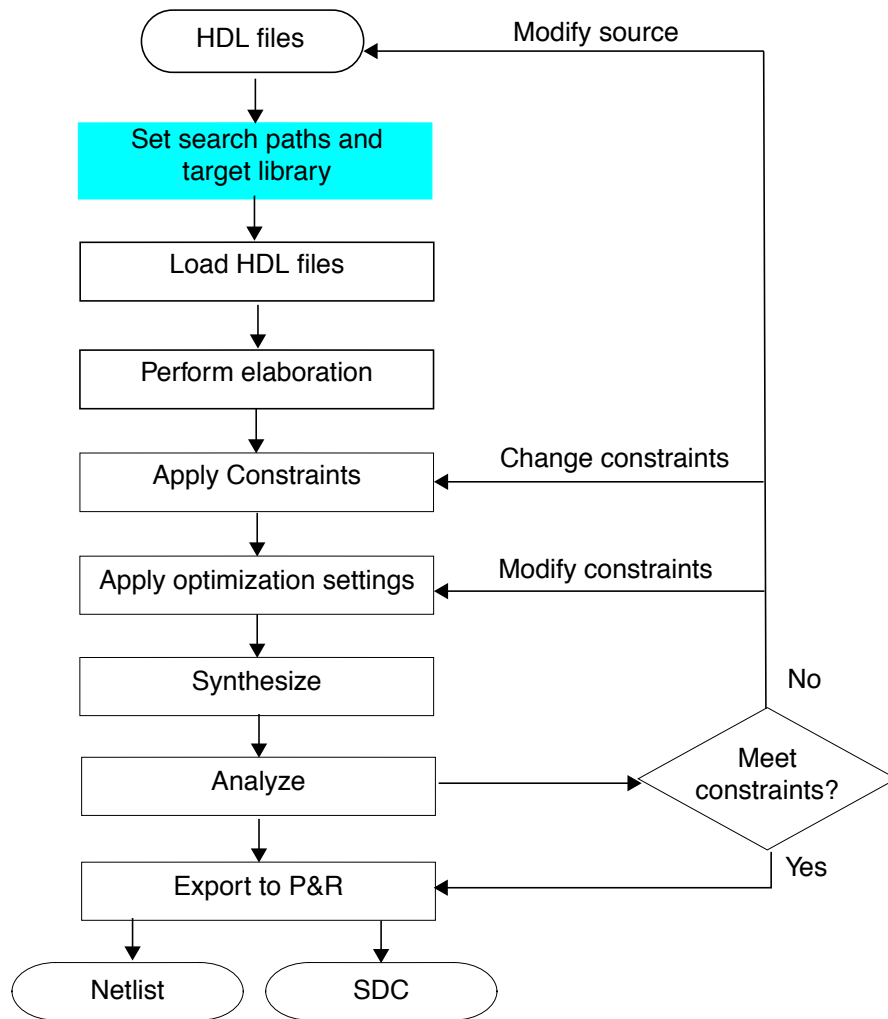 HDL files
Modify source
Set search paths and
target library
Load HDL files
Perform elaboration
Apply Constraints
Change constraints
Apply optimization settings
Modify constraints
Synthesize
No
Analyze
Meet
constraints?
Yes
Export to P&R
Netlist
SDC